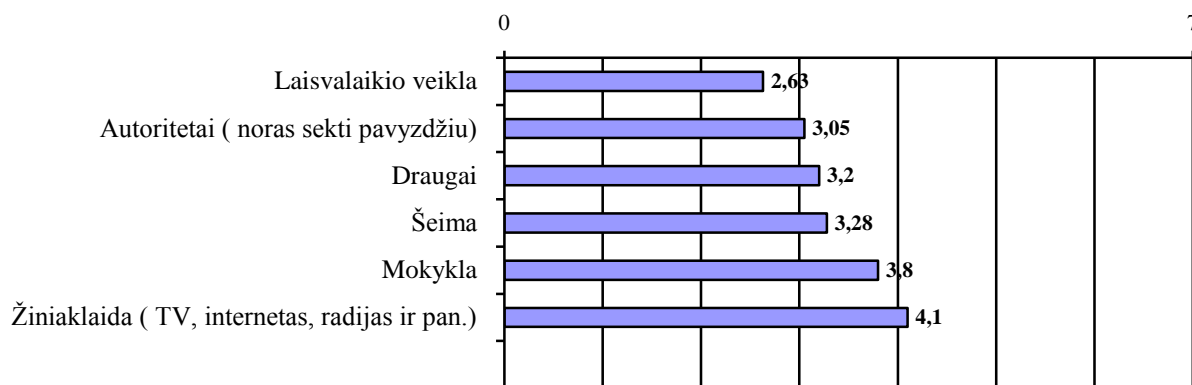 0 7
Laisvalaikio veikla 2,63
Autoritetai ( noras sekti pavyzdžiu) 3,05
Draugai 3,2
Šeima 3,28
Mokykla 3,8
Žiniaklaida ( TV, internetas, radijas ir pan.) 4,1